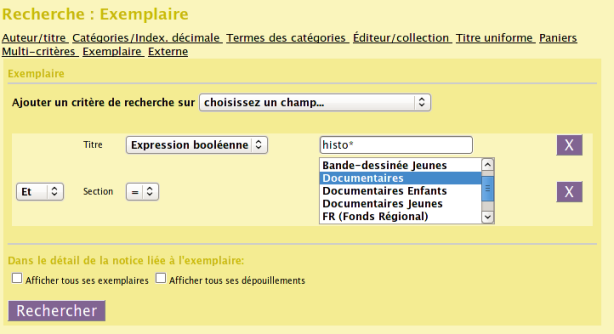 Recherche : Exemplaire
Auteur/titre Catégories/Index. décimale Termes des catégories Éditeur/collection Titre uniforme Paniers
Multi-critères Exemplaire Externe
Exemplaire
Ajouter un critère de recherche sur choisissez un champ...
Titre Expression booléenne histo* X
Bande-dessinée Jeunes
Et Section = Documentaires X
Documentaires Enfants
Documentaires Jeunes
FR (Fonds Régional)
Dans le détail de la notice liée à l'exemplaire:
Afficher tous ses exemplaires Afficher tous ses dépouillements
Rechercher